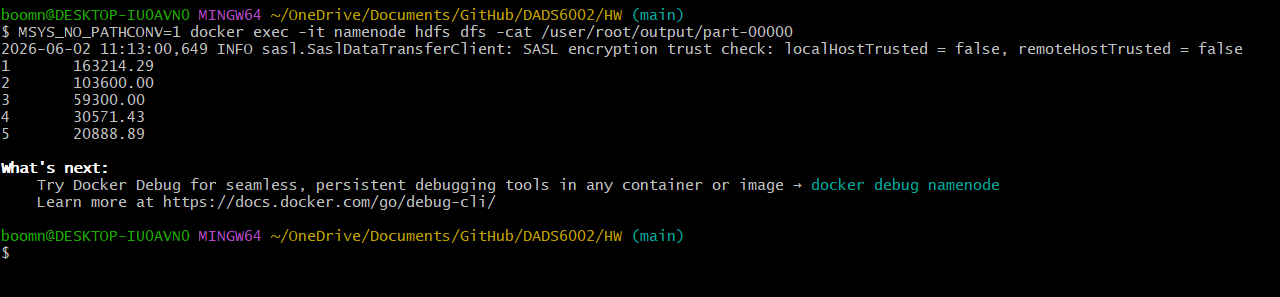 boomn@DESKTOP-IU0AVN0 MINGW64 ~/OneDrive/Documents/GitHub/DADS6002/HW (main)
$ MSYS_NO_PATHCONV=1 docker exec -it namenode hdfs dfs -cat /user/root/output/part-00000
2026-06-02 11:13:00,649 INFO sasl.SaslDataTransferClient: SASL encryption trust check: localHostTrusted = false, remoteHostTrusted = false
1	163214.29
2	103600.00
3	59300.00
4	30571.43
5	20888.89
What's next:
    Try Docker Debug for seamless, persistent debugging tools in any container or image → docker debug namenode
    Learn more at https://docs.docker.com/go/debug-cli/
boomn@DESKTOP-IU0AVN0 MINGW64 ~/OneDrive/Documents/GitHub/DADS6002/HW (main)
$